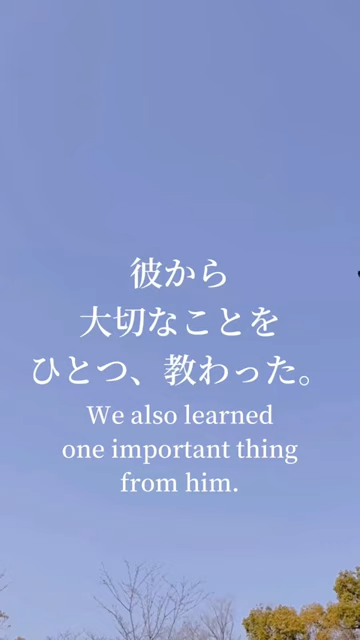 彼から
大切なことを
ひとつ、教わった。
We also learned
one important thing
from him.